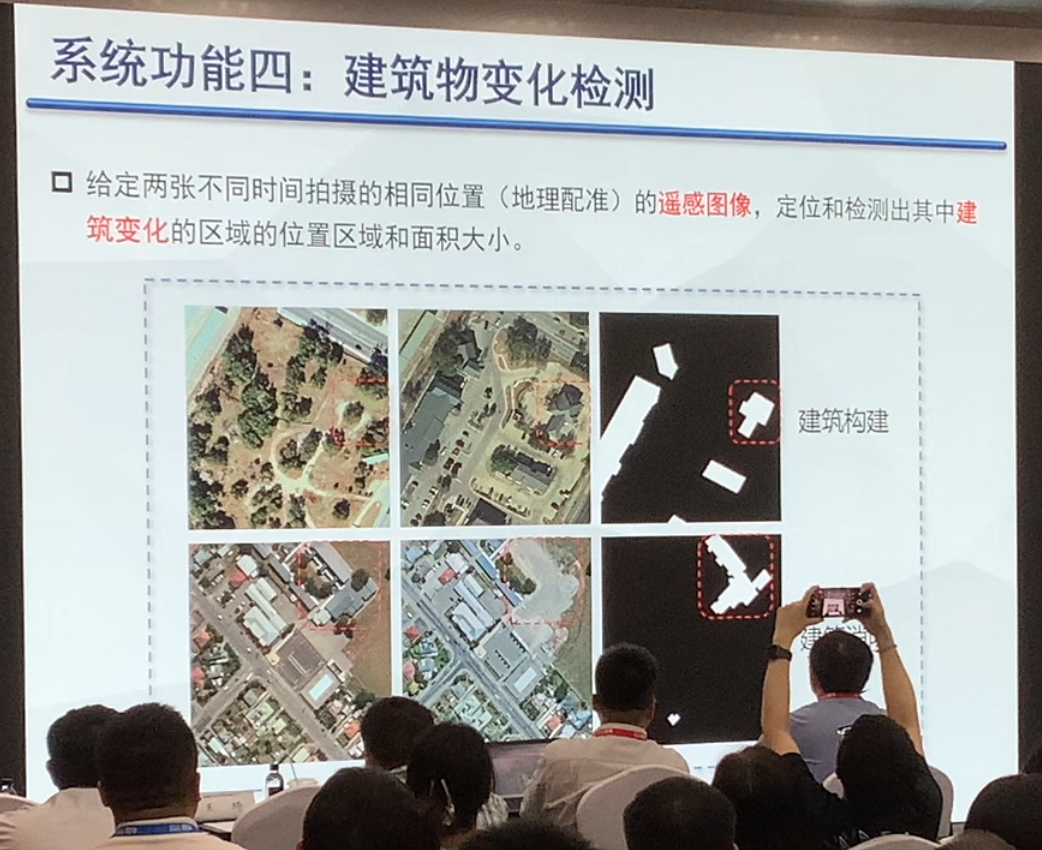 系统功能四：建筑物变化检测
给定两张不同时间拍摄的相同位置（地理配准）的遥感图像，定位和检测出其中建
筑变化的区域的位置区域和面积大小。
建筑构建
建筑消